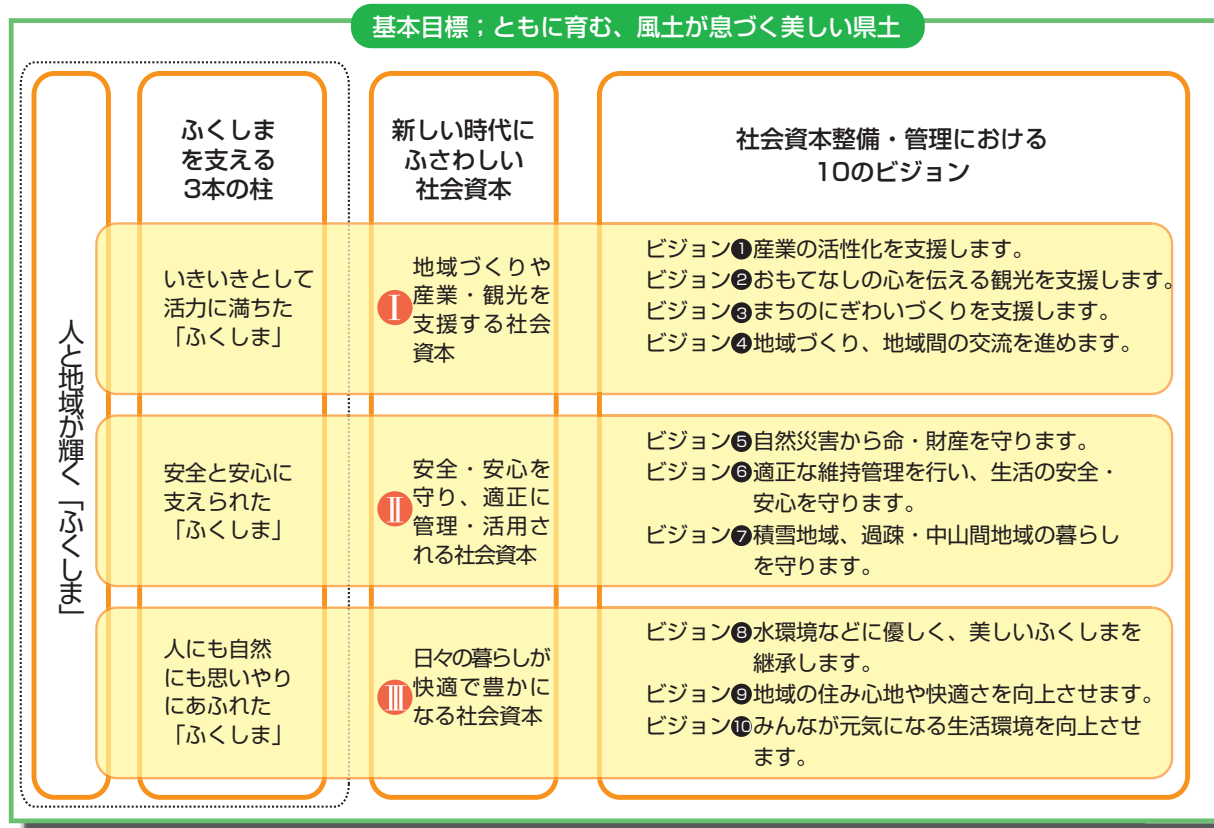 基本目標；ともに育む、風土が息づく美しい県土
人と地域が輝く「ふくしま」
ふくしま
を支える
3本の柱
新しい時代に
ふさわしい
社会資本
社会資本整備・管理における
10のビジョン
いきいきとして
活力に満ちた
「ふくしま」
Ⅰ
地域づくりや
産業・観光を
支援する社会
資本
ビジョン❶産業の活性化を支援します。
ビジョン❷おもてなしの心を伝える観光を支援します。
ビジョン❸まちのにぎわいづくりを支援します。
ビジョン❹地域づくり、地域間の交流を進めます。
安全と安心に
支えられた
「ふくしま」
Ⅱ
安全・安心を
守り、適正に
管理・活用さ
れる社会資本
ビジョン❺自然災害から命・財産を守ります。
ビジョン❻適正な維持管理を行い、生活の安全・
安心を守ります。
ビジョン❼積雪地域、過疎・中山間地域の暮らし
を守ります。
人にも自然
にも思いやり
にあふれた
「ふくしま」
Ⅲ
日々の暮らしが
快適で豊かに
なる社会資本
ビジョン❽水環境などに優しく、美しいふくしまを
継承します。
ビジョン❾地域の住み心地や快適さを向上させます。
ビジョン❿みんなが元気になる生活環境を向上させ
ます。